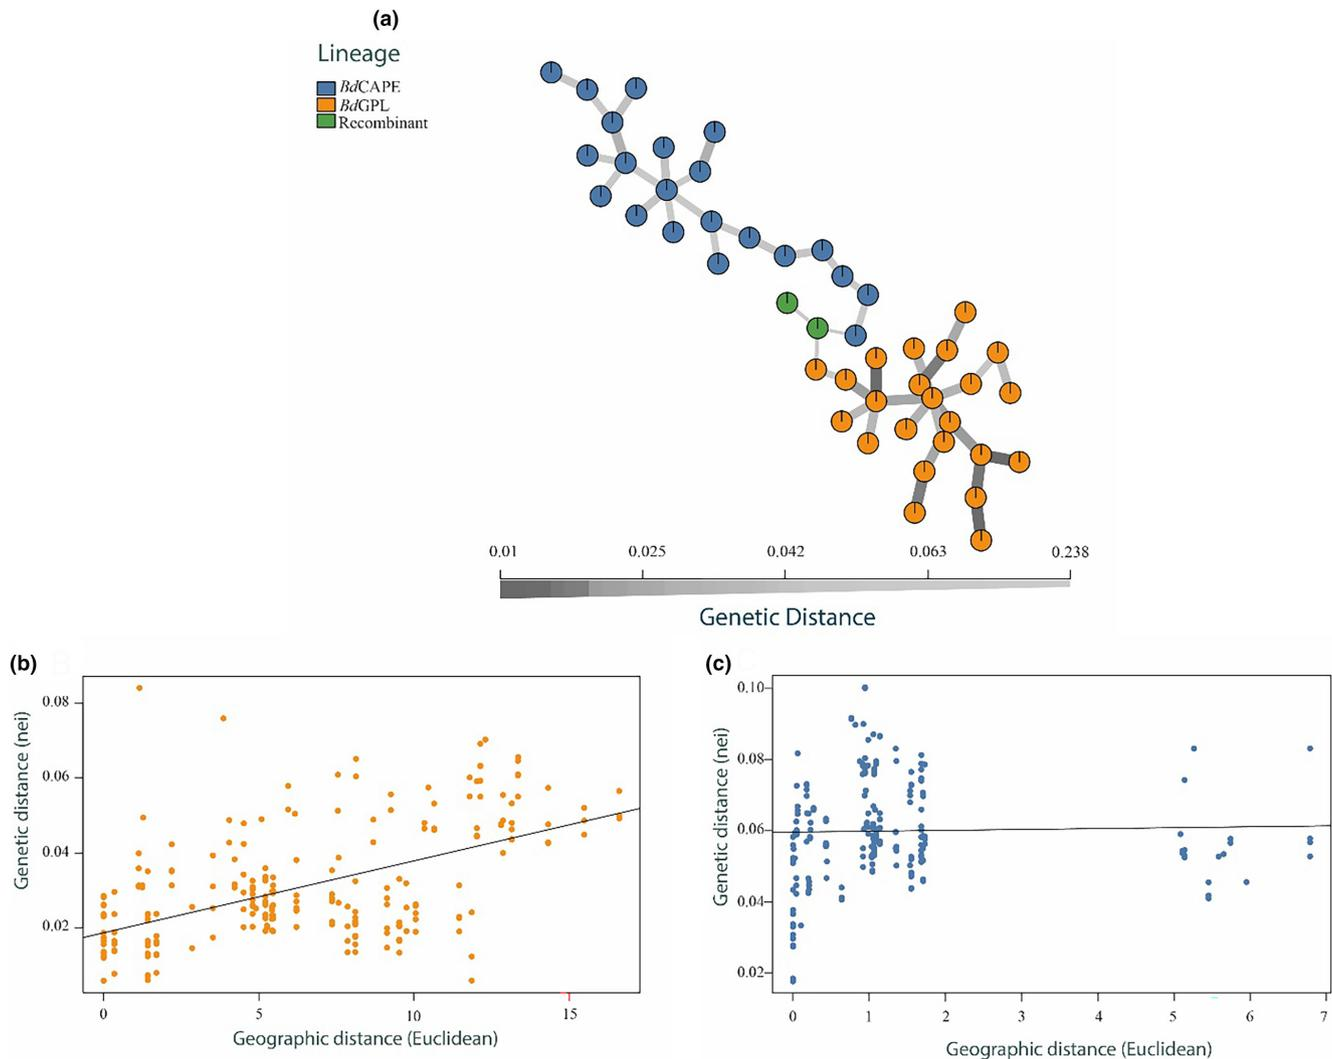 (a)
Lineage
BdCAPE
BdGPL
Recombinant
0.01 0.025 0.042 0.063 0.238
Genetic Distance
(b)
Genetic distance (nei)
0.08
0.06
0.04
0.02
0 5 10 15
Geographic distance (Euclidean)
(c)
Genetic distance (nei)
0.10
0.08
0.06
0.04
0.02
0 1 2 3 4 5 6 7
Geographic distance (Euclidean)